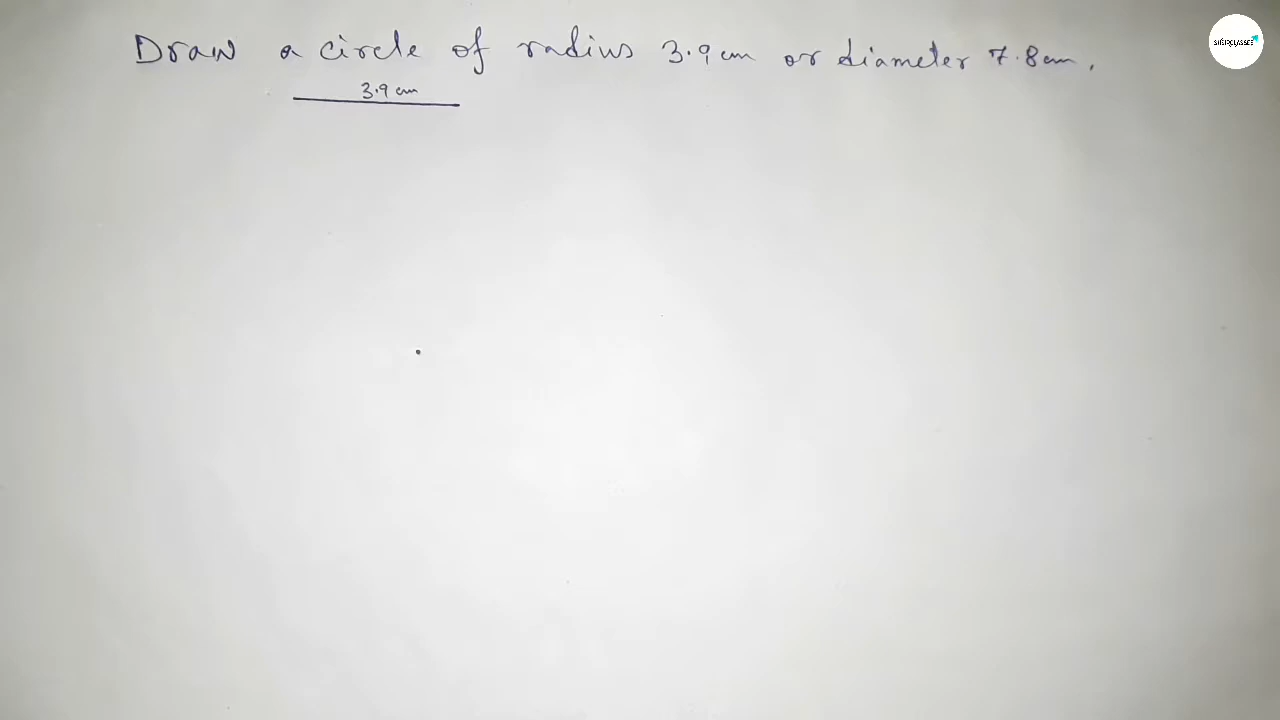 Draw a circle of radius 3.9 cm or diameter 7.8 cm.
3.9 cm